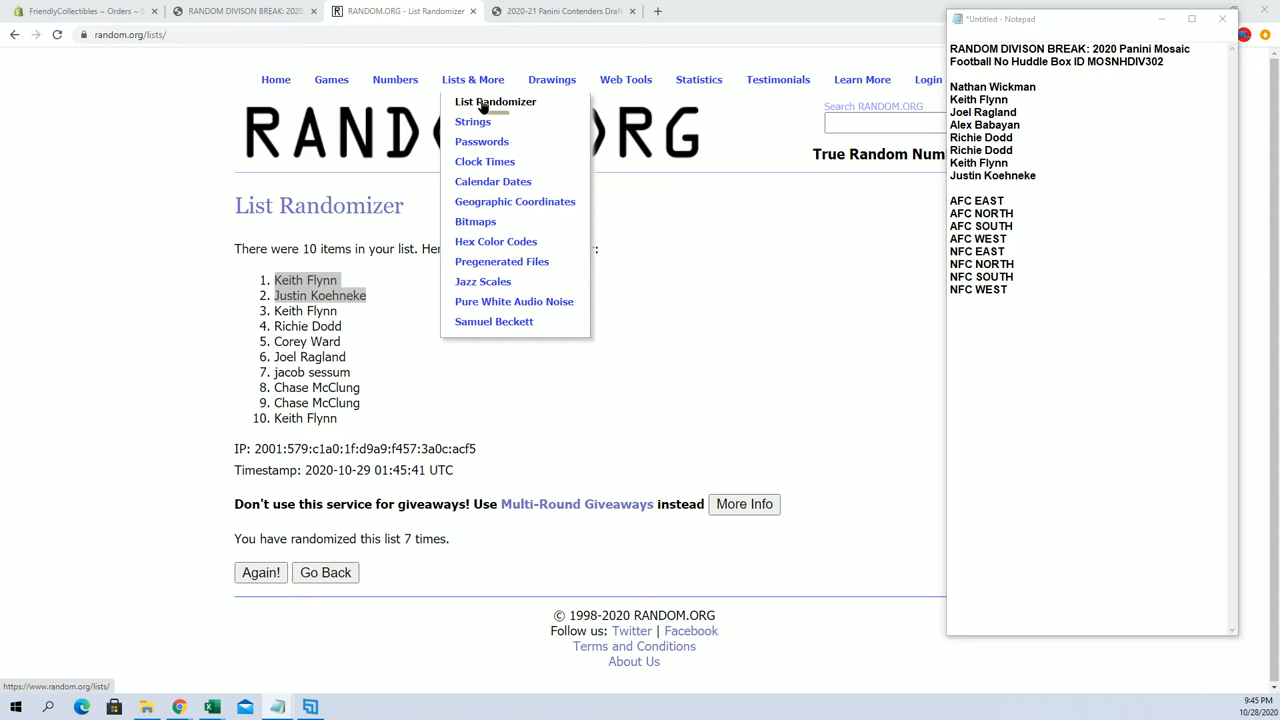 FriendlyCollectibles ~ Orders ~ S
RANDOM DIVISON BREAK: 2020
RANDOM.ORG - List Randomizer
2020-21 Panini Contenders Draf
random.org/lists/
Home
Games
Numbers
Lists & More
Drawings
Web Tools
Statistics
Testimonials
Learn More
Login
Search RANDOM.ORG
True Random Num
List Randomizer
Strings
Passwords
Clock Times
Calendar Dates
Geographic Coordinates
Bitmaps
Hex Color Codes
Pregenerated Files
Jazz Scales
Pure White Audio Noise
Samuel Beckett
List Randomizer
There were 10 items in your list. Her
1. Keith Flynn
2. Justin Koehneke
3. Keith Flynn
4. Richie Dodd
5. Corey Ward
6. Joel Ragland
7. jacob sessum
8. Chase McClung
9. Chase McClung
10. Keith Flynn
IP: 2001:579:c1a0:1f:d9a9:f457:3a0c:acf5
Timestamp: 2020-10-29 01:45:41 UTC
Don't use this service for giveaways! Use Multi-Round Giveaways instead More Info
You have randomized this list 7 times.
Again! Go Back
© 1998-2020 RANDOM.ORG
Follow us: Twitter | Facebook
Terms and Conditions
About Us
https://www.random.org/lists/
*Untitled - Notepad
RANDOM DIVISON BREAK: 2020 Panini Mosaic
Football No Huddle Box ID MOSNHDIV302
Nathan Wickman
Keith Flynn
Joel Ragland
Alex Babayan
Richie Dodd
Richie Dodd
Keith Flynn
Justin Koehneke
AFC EAST
AFC NORTH
AFC SOUTH
AFC WEST
NFC EAST
NFC NORTH
NFC SOUTH
NFC WEST
9:45 PM
10/28/2020